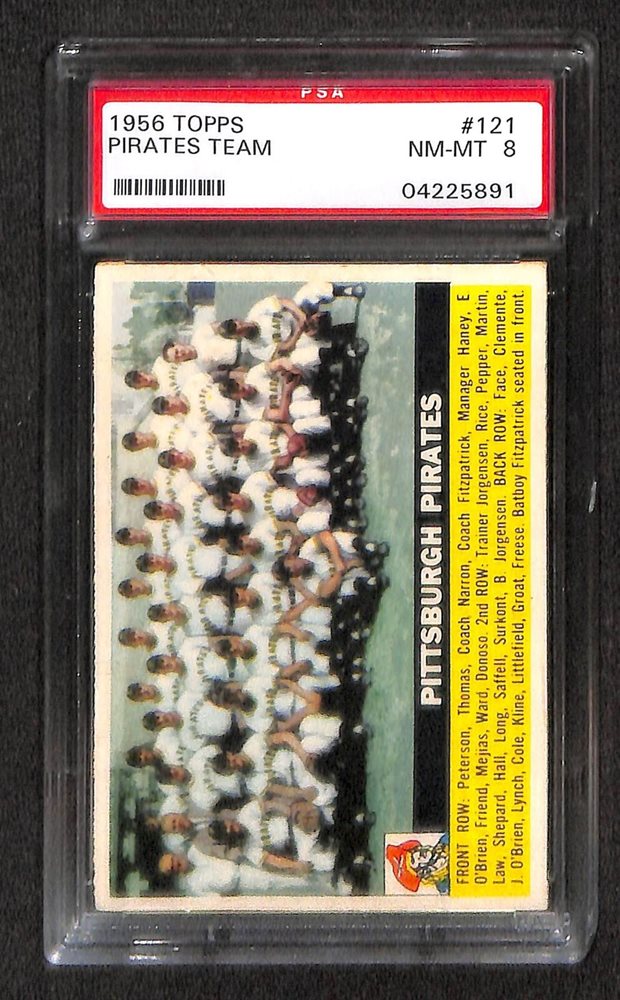 PSA
1956 TOPPS #121
PIRATES TEAM NM-MT 8
04225891
PITTSBURGH PIRATES
FRONT ROW: Peterson, Thomas, Coach Narron, Coach Fitzpatrick, Manager Haney, E
O'Brien, Friend, Mejias, Ward, Donoso. 2nd ROW: Trainer Jorgensen, Rice, Pepper, Martin,
Law, Shepard, Hall, Long, Saffell, Surkont, B. Jorgensen. BACK ROW: Face, Clemente,
J. O'Brien, Lynch, Cole, Kline, Littlefield, Groat, Freese. Batboy Fitzpatrick seated in front.